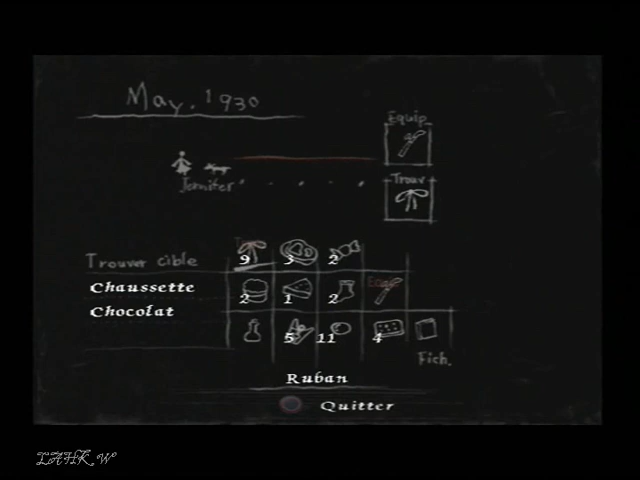 May. 1930
Equip
Jennifer
Trouv
Trouver cible
9 3 2
Chaussette
2 1 2 Equip
Chocolat
5 11 4
Fich.
Ruban
Quitter
LAHK.W